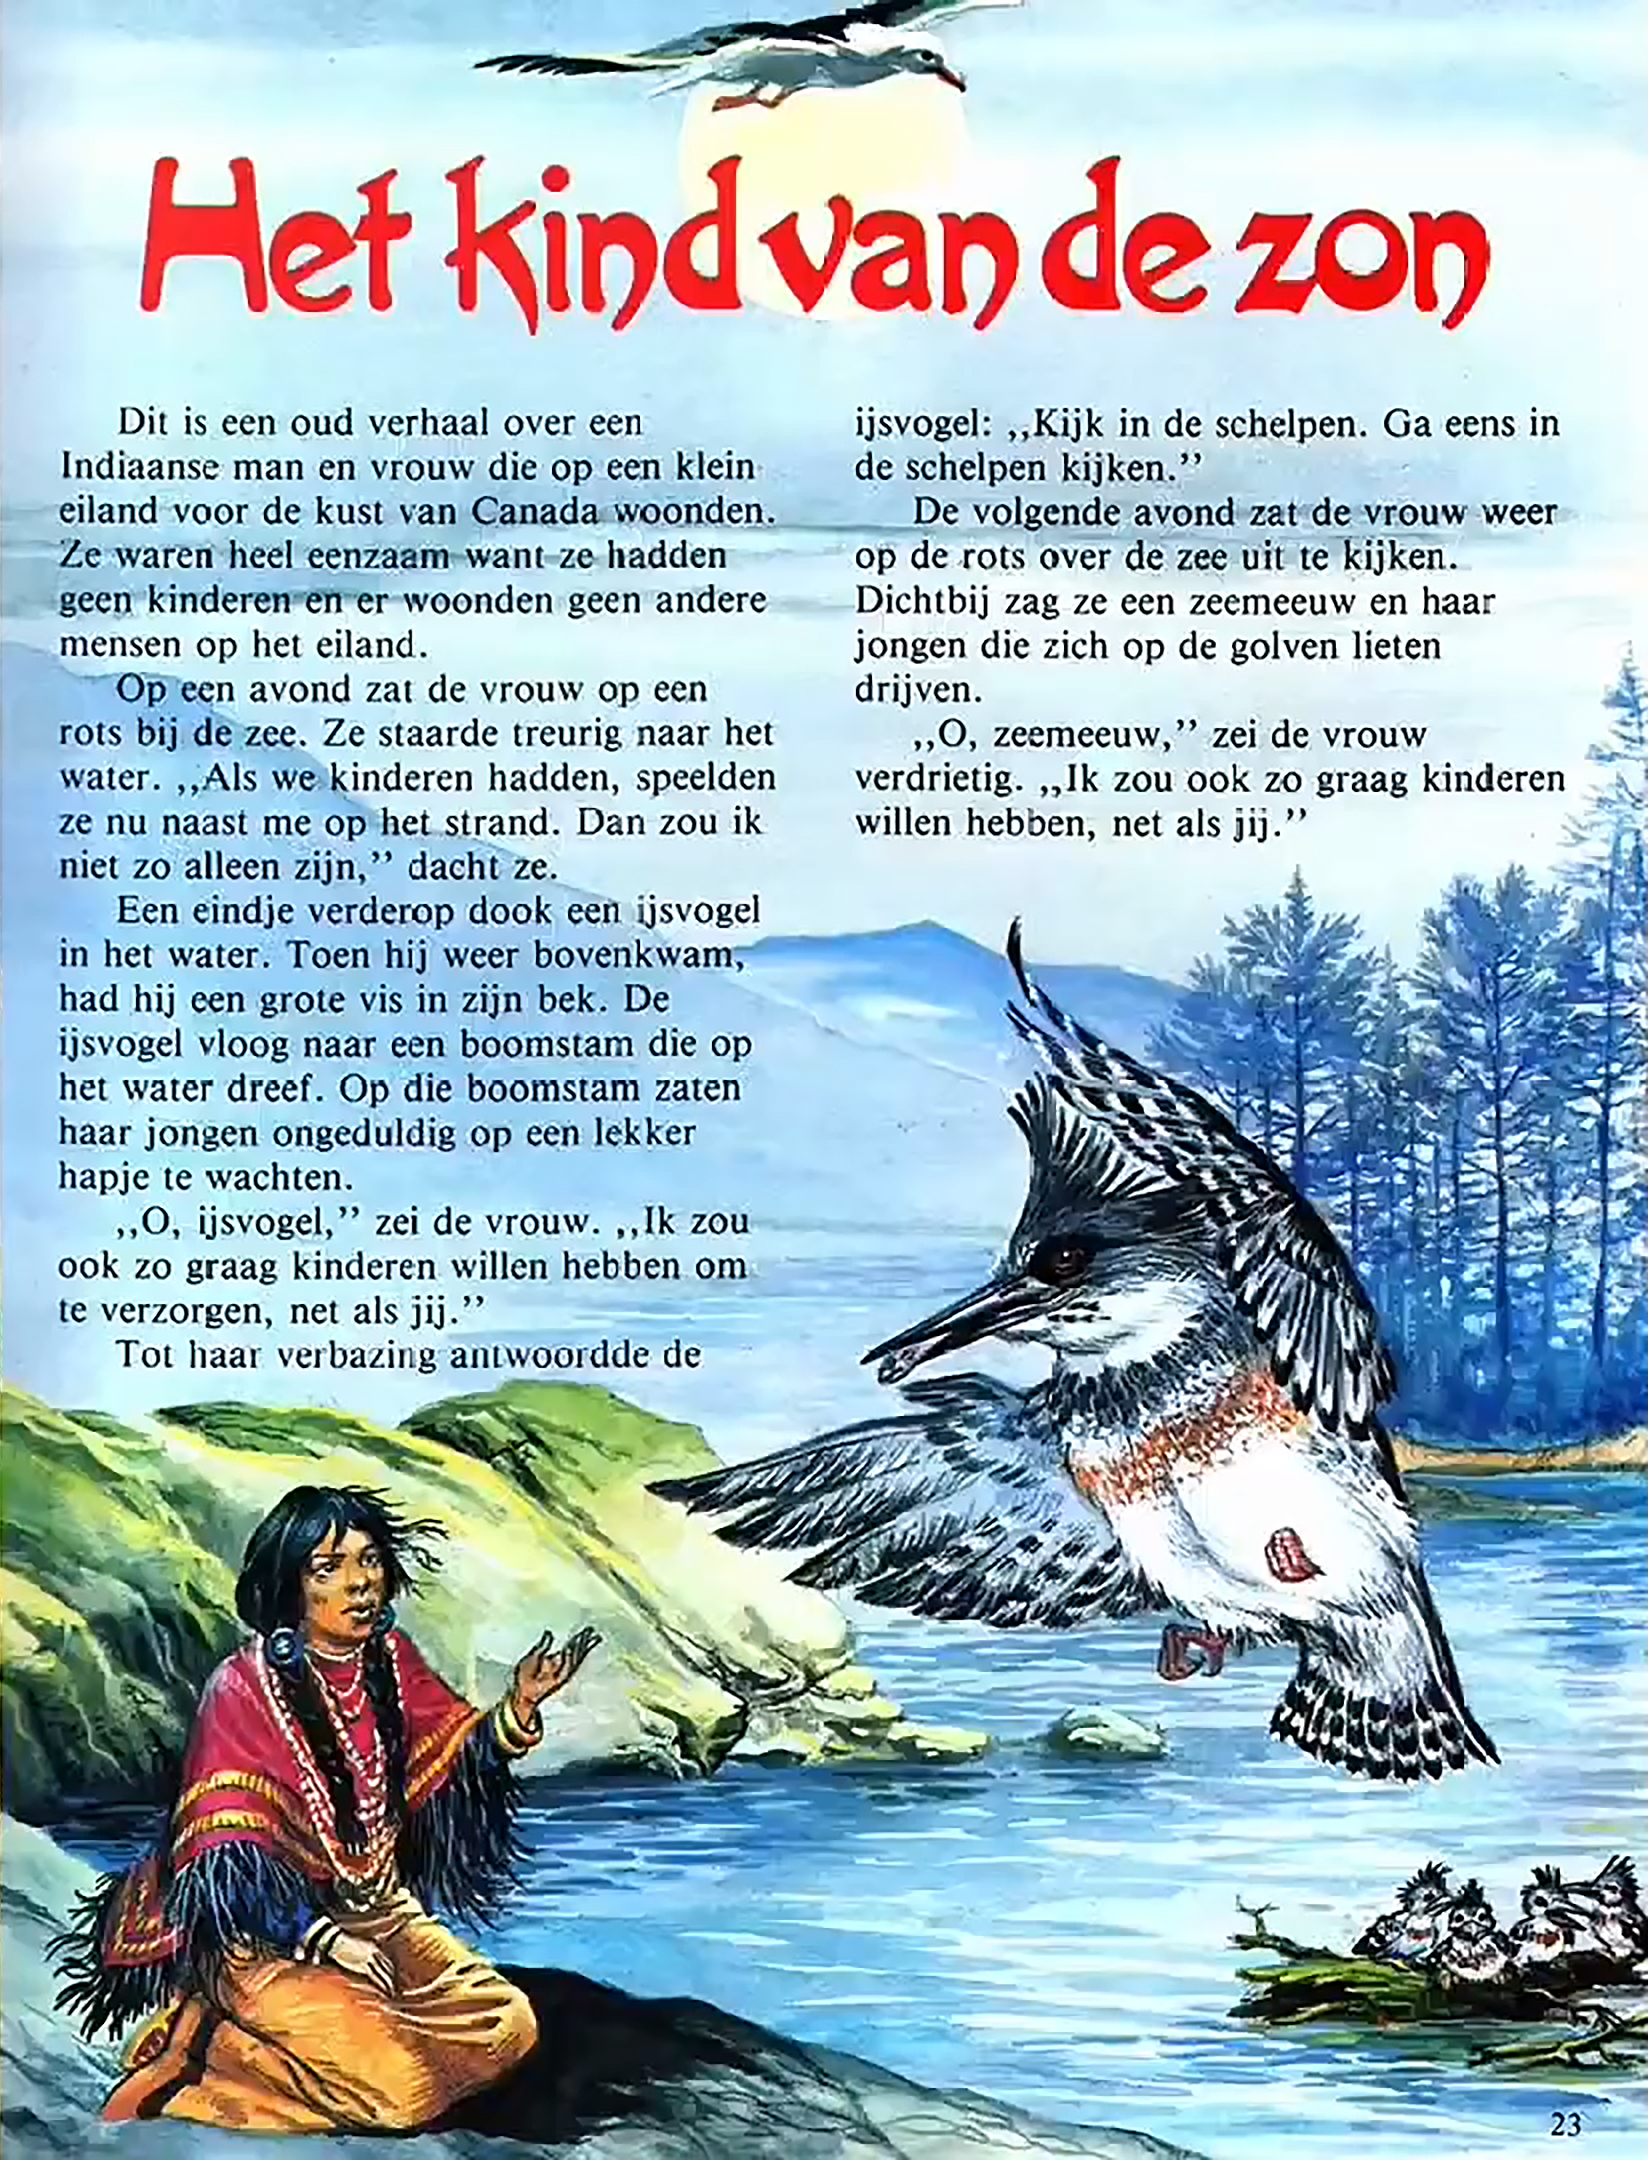 Het kind van de zon
Dit is een oud verhaal over een
Indiaanse man en vrouw die op een klein
eiland voor de kust van Canada woonden.
Ze waren heel eenzaam want ze hadden
geen kinderen en er woonden geen andere
mensen op het eiland.
Op een avond zat de vrouw op een
rots bij de zee. Ze staarde treurig naar het
water. ,,Als we kinderen hadden, speelden
ze nu naast me op het strand. Dan zou ik
niet zo alleen zijn,’’ dacht ze.
Een eindje verderop dook een ijsvogel
in het water. Toen hij weer bovenkwam,
had hij een grote vis in zijn bek. De
ijsvogel vloog naar een boomstam die op
het water dreef. Op die boomstam zaten
haar jongen ongeduldig op een lekker
hapje te wachten.
,,O, ijsvogel,’’ zei de vrouw. ,,Ik zou
ook zo graag kinderen willen hebben om
te verzorgen, net als jij.’’
Tot haar verbazing antwoordde de
ijsvogel: ,,Kijk in de schelpen. Ga eens in
de schelpen kijken.’’
De volgende avond zat de vrouw weer
op de rots over de zee uit te kijken.
Dichtbij zag ze een zeemeeuw en haar
jongen die zich op de golven lieten
drijven.
,,O, zeemeeuw,’’ zei de vrouw
verdrietig. ,,Ik zou ook zo graag kinderen
willen hebben, net als jij.’’
23